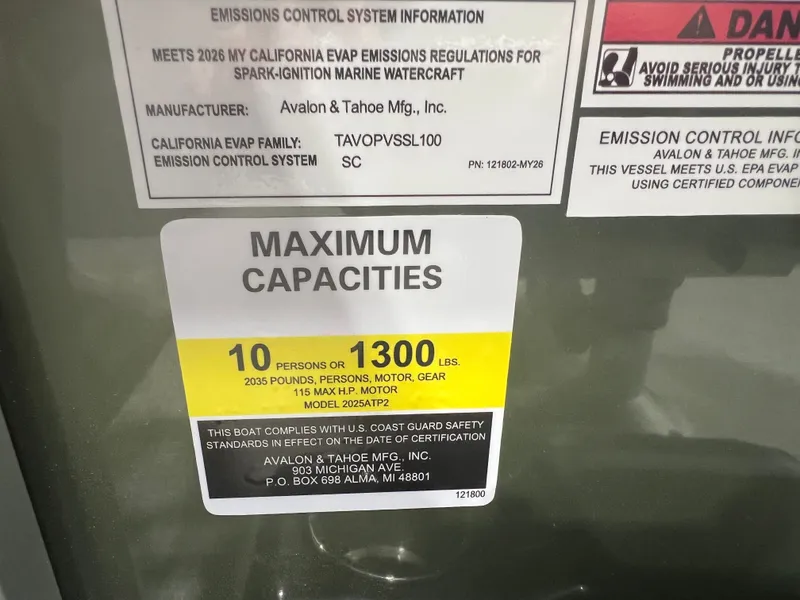 EMISSIONS CONTROL SYSTEM INFORMATION
MEETS 2026 MY CALIFORNIA EVAP EMISSIONS REGULATIONS FOR
SPARK-IGNITION MARINE WATERCRAFT
MANUFACTURER: Avalon & Tahoe Mfg., Inc.
CALIFORNIA EVAP FAMILY: TAVOPVSSL100
EMISSION CONTROL SYSTEM SC PN: 121802-MY26
DAN
PROPELLE
AVOID SERIOUS INJURY T
SWIMMING AND OR USING
EMISSION CONTROL INFO
AVALON & TAHOE MFG. IN
THIS VESSEL MEETS U.S. EPA EVAP
USING CERTIFIED COMPONE
MAXIMUM
CAPACITIES
10 PERSONS OR 1300 LBS.
2035 POUNDS, PERSONS, MOTOR, GEAR
115 MAX H.P. MOTOR
MODEL 2025ATP2
THIS BOAT COMPLIES WITH U.S. COAST GUARD SAFETY
STANDARDS IN EFFECT ON THE DATE OF CERTIFICATION
AVALON & TAHOE MFG., INC.
903 MICHIGAN AVE.
P.O. BOX 698 ALMA, MI 48801
121800